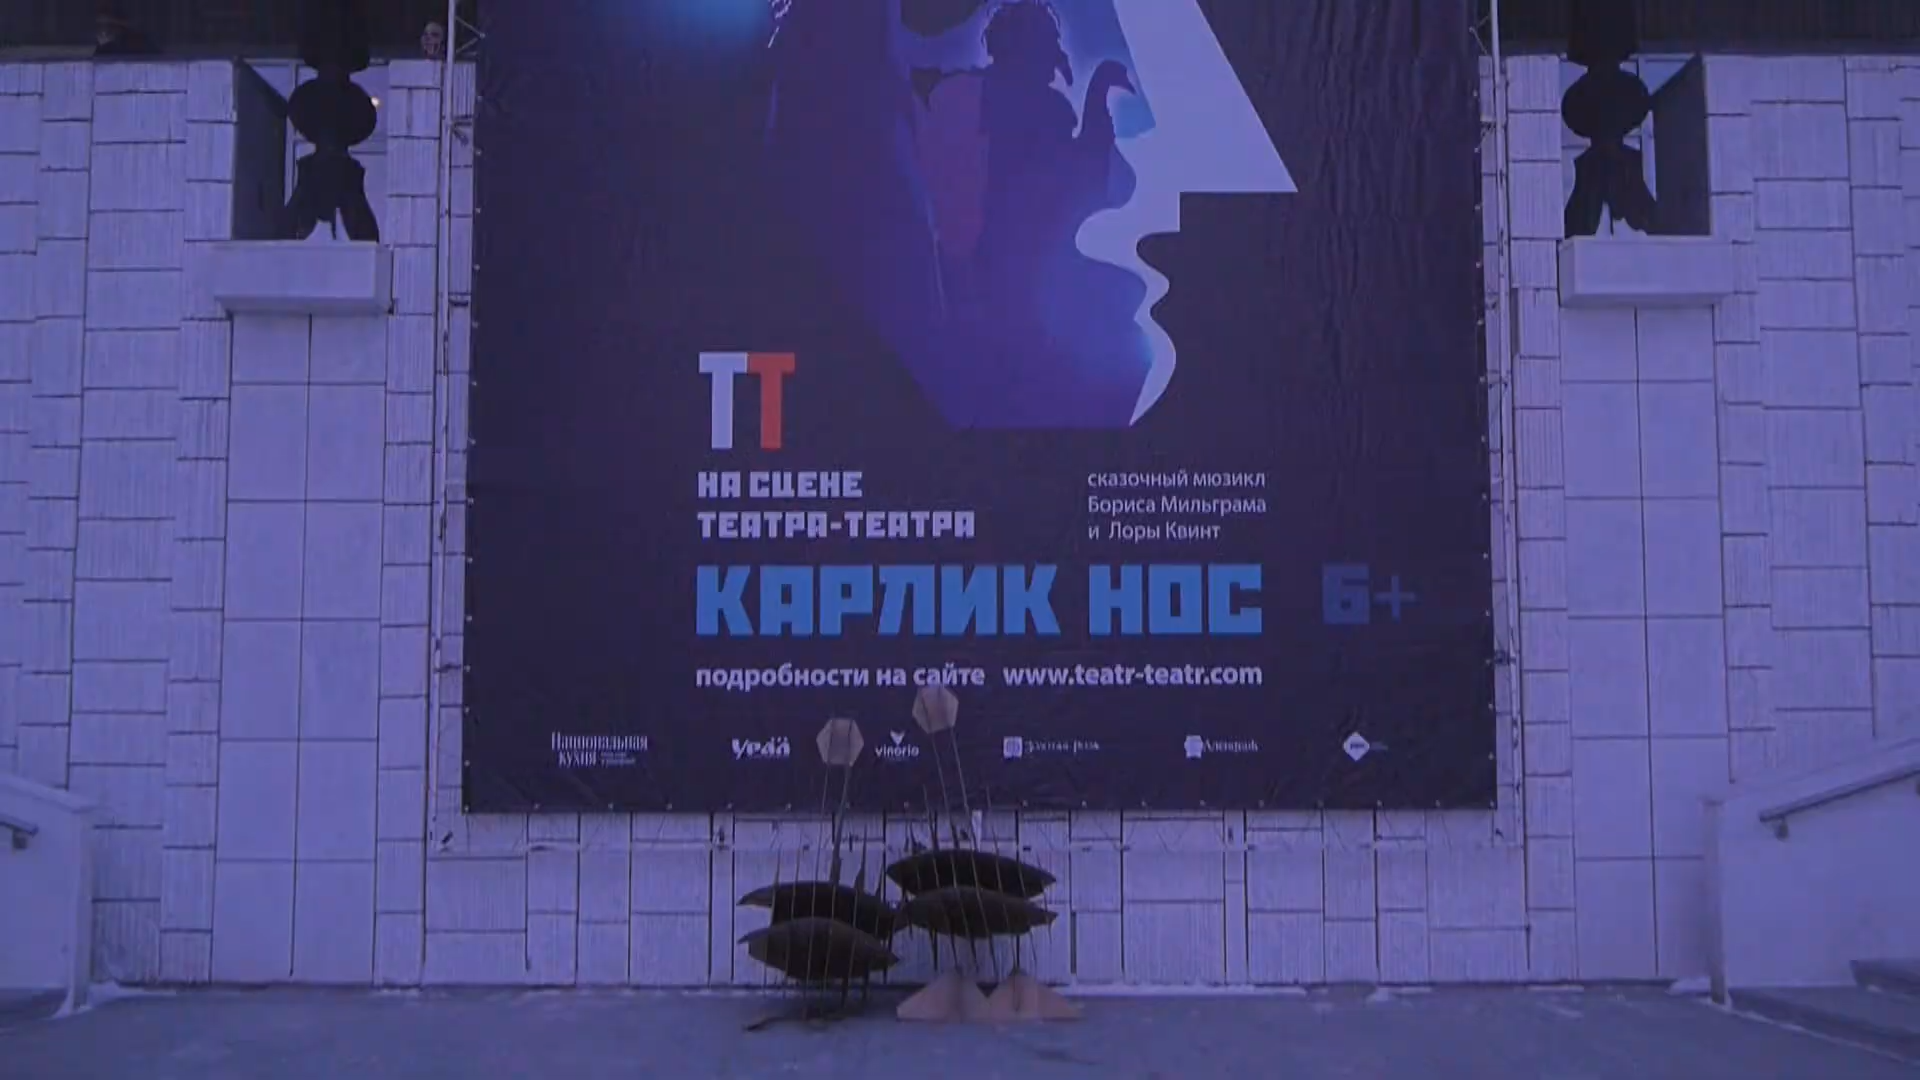 ТТ
НА СЦЕНЕ
ТЕАТРА-ТЕАТРА
сказочный мюзикл
Бориса Мильграма
и Лоры Квинт
КАРЛИК НОС 6+
подробности на сайте www.teatr-teatr.com
Национальная
кухня
Урал
vinorio